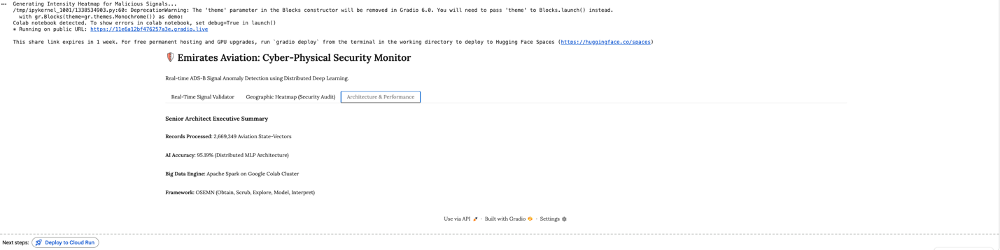 Generating Intensity Heatmap for Malicious Signals...
/tmp/ipykernel_1001/1338534903.py:60: DeprecationWarning: The 'theme' parameter in the Blocks constructor will be removed in Gradio 6.0. You will need to pass 'theme' to Blocks.launch() instead.
with gr.Blocks(theme=gr.themes.Monochrome()) as demo:
Colab notebook detected. To show errors in colab notebook, set debug=True in launch()
* Running on public URL: https://11e6a12bf476257a3e.gradio.live
This share link expires in 1 week. For free permanent hosting and GPU upgrades, run `gradio deploy` from the terminal in the working directory to deploy to Hugging Face Spaces (https://huggingface.co/spaces)
Emirates Aviation: Cyber-Physical Security Monitor
Real-time ADS-B Signal Anomaly Detection using Distributed Deep Learning.
Real-Time Signal Validator Geographic Heatmap (Security Audit) Architecture & Performance
Senior Architect Executive Summary
Records Processed: 2,669,349 Aviation State-Vectors
AI Accuracy: 95.19% (Distributed MLP Architecture)
Big Data Engine: Apache Spark on Google Colab Cluster
Framework: OSEMN (Obtain, Scrub, Explore, Model, Interpret)
Use via API · Built with Gradio · Settings
Next steps: Deploy to Cloud Run